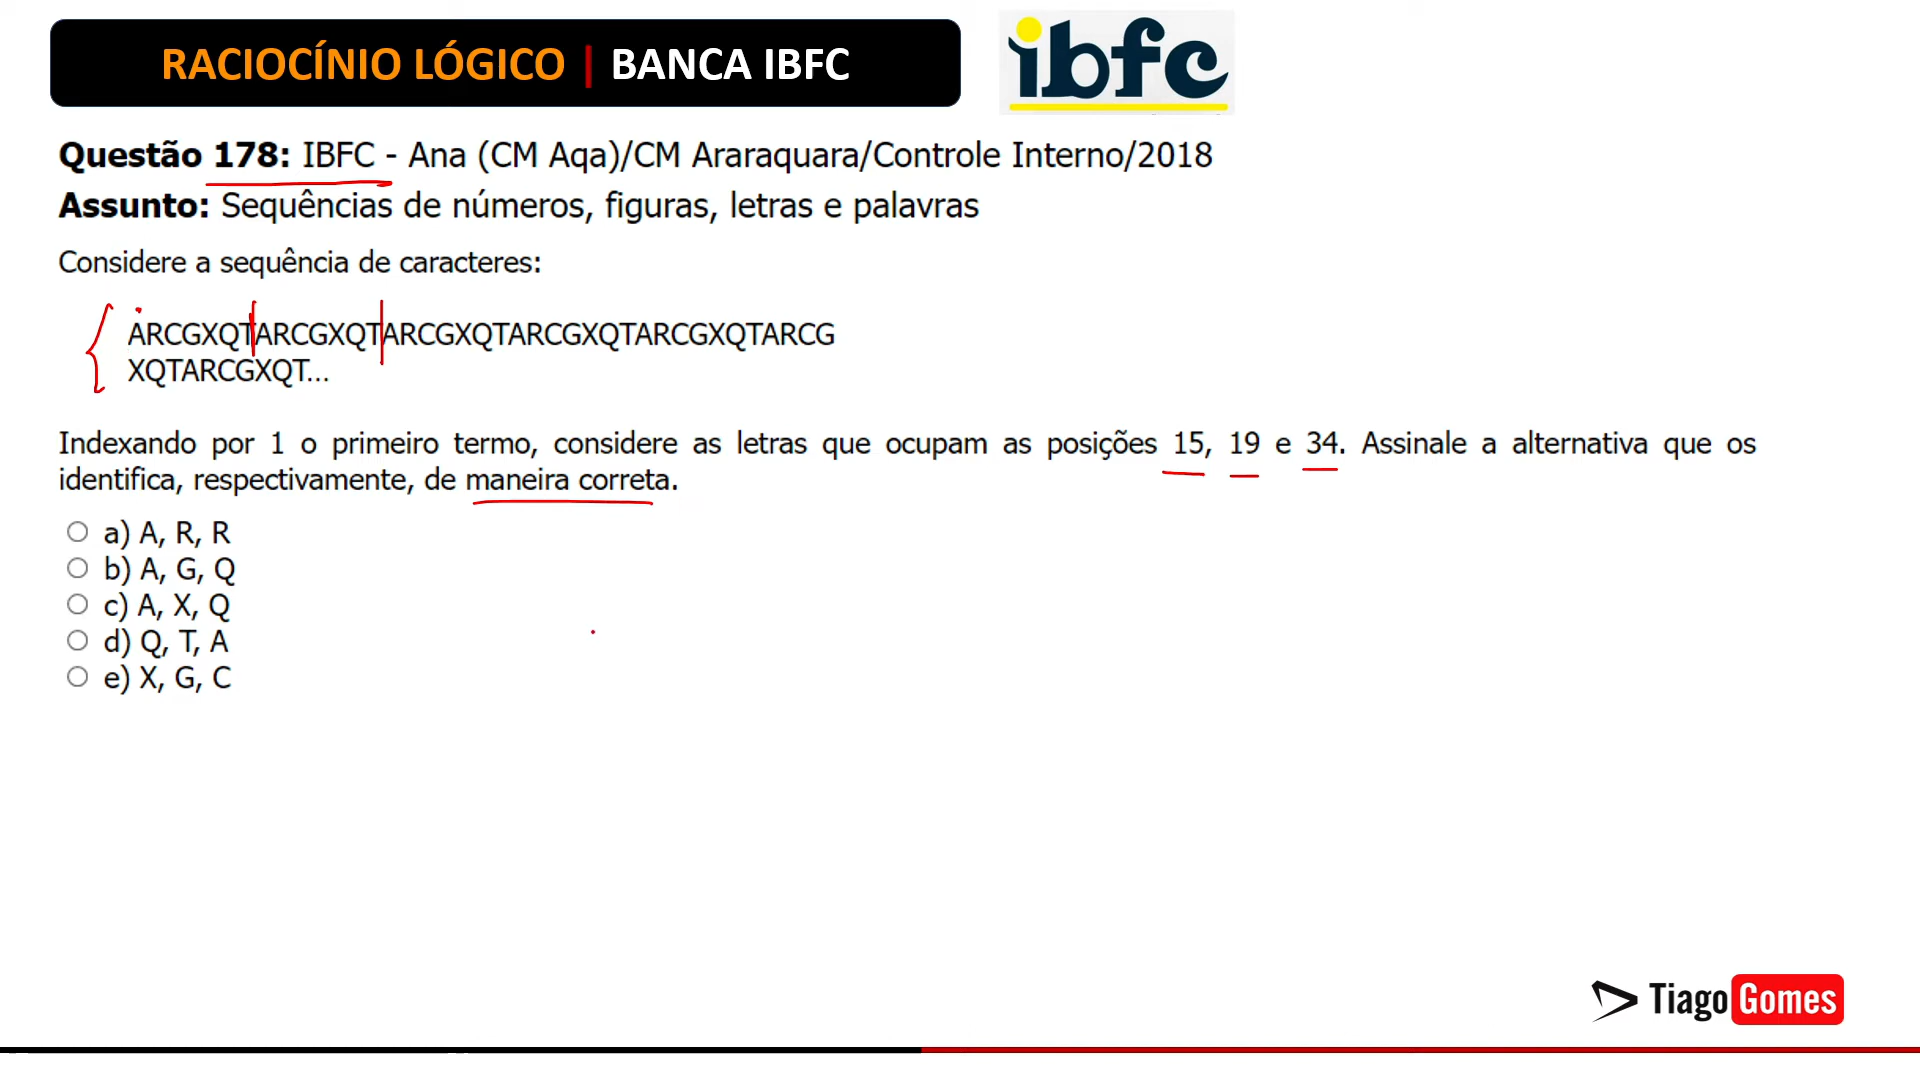 RACIOCÍNIO LÓGICO | BANCA IBFC
ibfc
Questão 178: IBFC - Ana (CM Aqa)/CM Araraquara/Controle Interno/2018
Assunto: Sequências de números, figuras, letras e palavras
Considere a sequência de caracteres:
ARCGXQTARCGXQTARCGXQTARCGXQTARCGXQTARCG
XQTARCGXQT...
Indexando por 1 o primeiro termo, considere as letras que ocupam as posições 15, 19 e 34. Assinale a alternativa que os
identifica, respectivamente, de maneira correta.
a) A, R, R
b) A, G, Q
c) A, X, Q
d) Q, T, A
e) X, G, C
Tiago Gomes